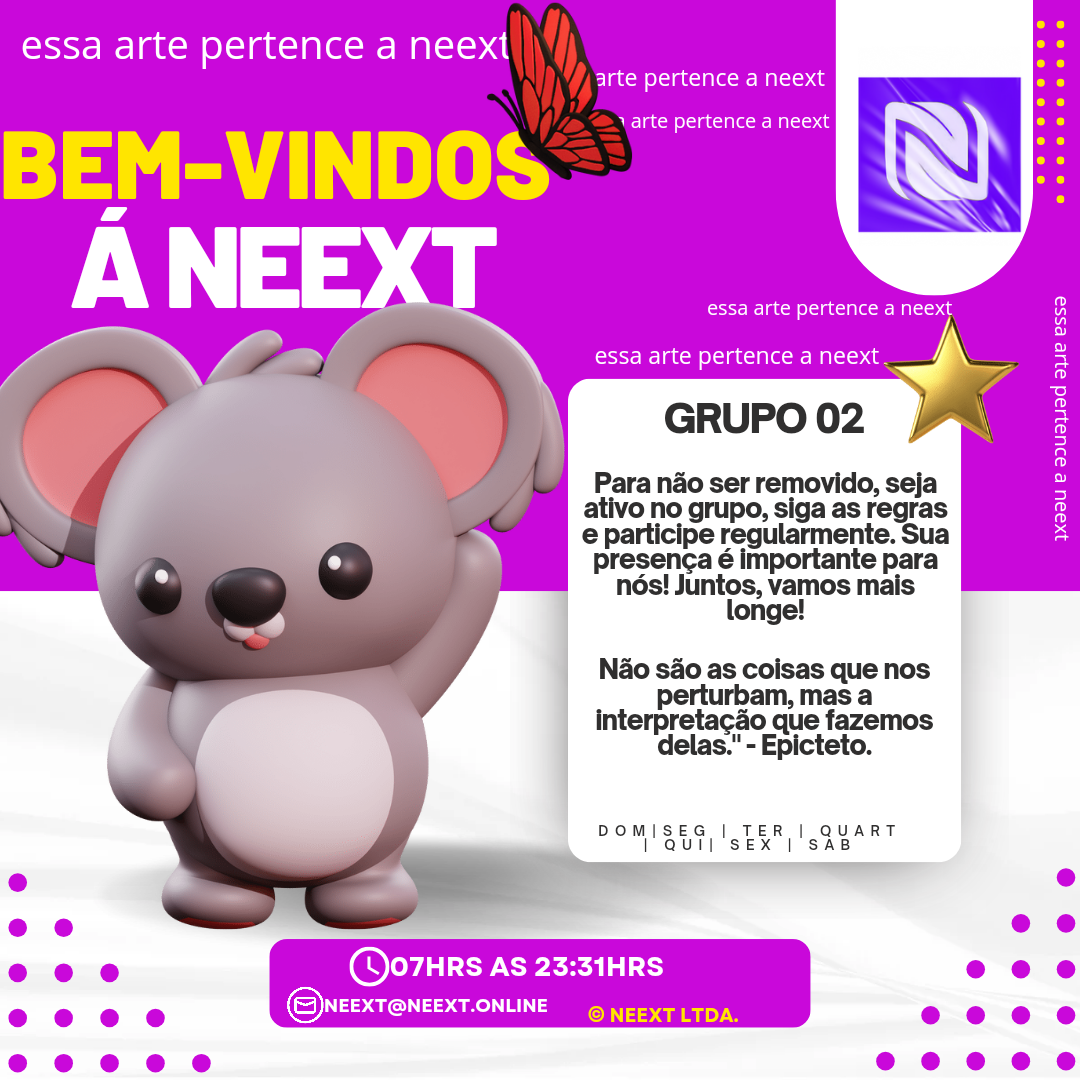 essa arte pertence a neext
arte pertence a neext
arte pertence a neext
BEM-VINDOS
Á NEEXT
essa arte pertence a neext
essa arte pertence a neext
essa arte pertence a neext
GRUPO 02
Para não ser removido, seja
ativo no grupo, siga as regras
e participe regularmente. Sua
presença é importante para
nós! Juntos, vamos mais
longe!
Não são as coisas que nos
perturbam, mas a
interpretação que fazemos
delas." - Epicteto.
DOM|SEG | TER | QUART
| QUI| SEX | SAB
07HRS AS 23:31HRS
NEEXT@NEEXT.ONLINE
© NEEXT LTDA.